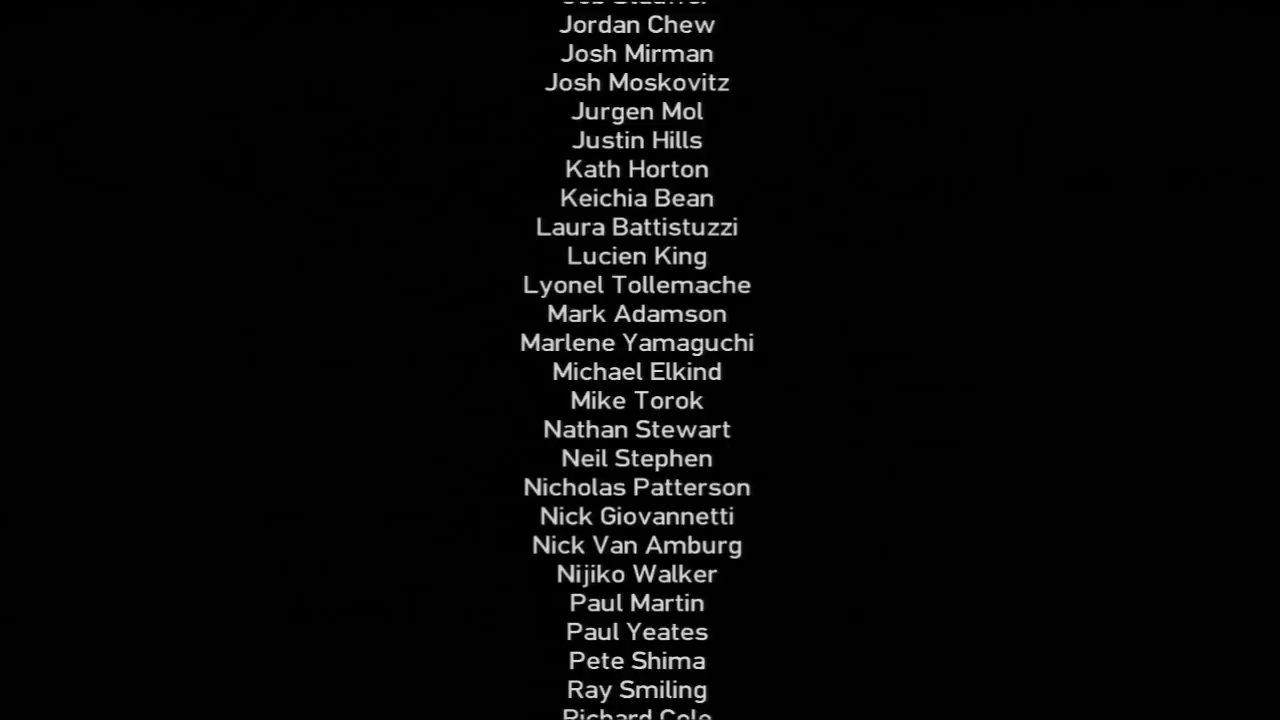 Jordan Chew
Josh Mirman
Josh Moskovitz
Jurgen Mol
Justin Hills
Kath Horton
Keichia Bean
Laura Battistuzzi
Lucien King
Lyonel Tollemache
Mark Adamson
Marlene Yamaguchi
Michael Elkind
Mike Torok
Nathan Stewart
Neil Stephen
Nicholas Patterson
Nick Giovannetti
Nick Van Amburg
Nijiko Walker
Paul Martin
Paul Yeates
Pete Shima
Ray Smiling
Richard Cole